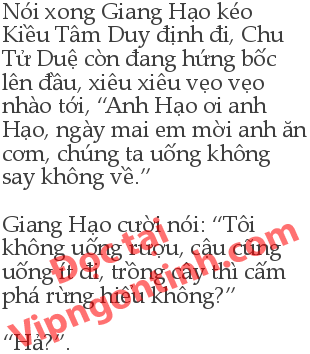 Nói xong Giang Hạo kéo
Kiều Tâm Duy định đi, Chu
Tử Duệ còn đang hứng bốc
lên đầu, xiêu xiêu vẹo vẹo
nhào tới, “Anh Hạo ơi anh
Hạo, ngày mai em mời anh ăn
cơm, chúng ta uống không
say không về.”

Giang Hạo cười nói: “Tôi
không uống rượu, cậu cũng
uống ít đi, trồng cây thì cấm
phá rừng hiểu không?”

“Hả?”.
Doc tai
Vipngontinh.com